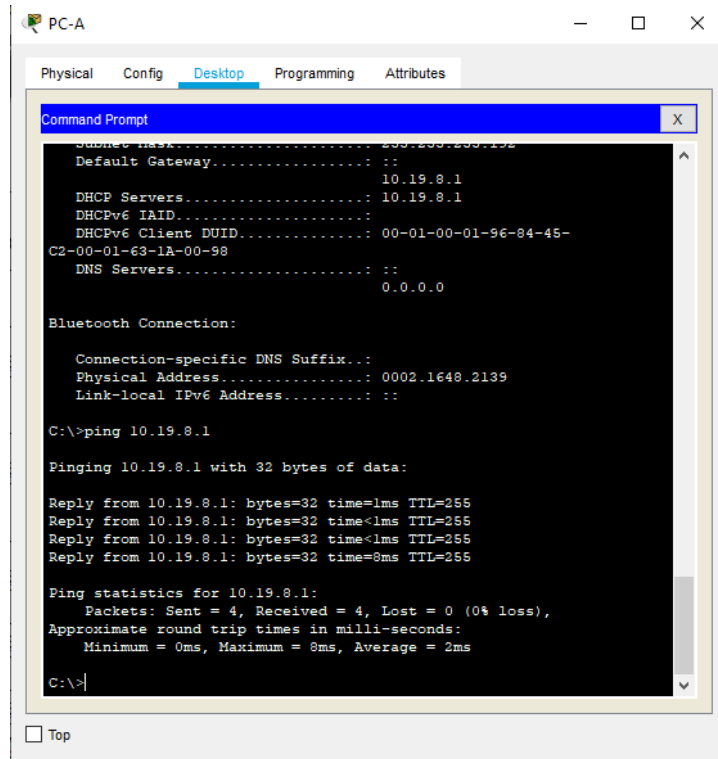 PC-A
Physical Config Desktop Programming Attributes
Command Prompt X
Subnet Mask.....................: 255.255.255.192
Default Gateway.................: ::
10.19.8.1
DHCP Servers....................: 10.19.8.1
DHCPv6 IAID.....................:
DHCPv6 Client DUID..............: 00-01-00-01-96-84-45-
C2-00-01-63-1A-00-98
DNS Servers.....................: ::
0.0.0.0
Bluetooth Connection:
Connection-specific DNS Suffix..:
Physical Address................: 0002.1648.2139
Link-local IPv6 Address.........: ::
C:\>ping 10.19.8.1
Pinging 10.19.8.1 with 32 bytes of data:
Reply from 10.19.8.1: bytes=32 time=1ms TTL=255
Reply from 10.19.8.1: bytes=32 time<1ms TTL=255
Reply from 10.19.8.1: bytes=32 time<1ms TTL=255
Reply from 10.19.8.1: bytes=32 time=8ms TTL=255
Ping statistics for 10.19.8.1:
Packets: Sent = 4, Received = 4, Lost = 0 (0% loss),
Approximate round trip times in milli-seconds:
Minimum = 0ms, Maximum = 8ms, Average = 2ms
C:\>
Top